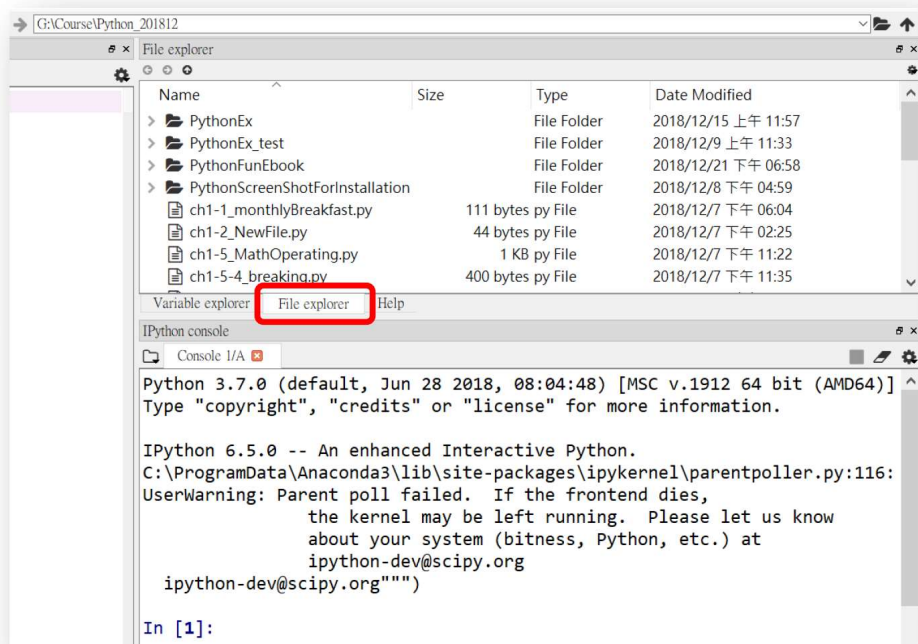 G:\Course\Python_201812
File explorer
Name Size Type Date Modified
PythonEx File Folder 2018/12/15 上午 11:57
PythonEx_test File Folder 2018/12/9 上午 11:33
PythonFunEbook File Folder 2018/12/21 下午 06:58
PythonScreenShotForInstallation File Folder 2018/12/8 下午 04:59
ch1-1_monthlyBreakfast.py 111 bytes py File 2018/12/7 下午 06:04
ch1-2_NewFile.py 44 bytes py File 2018/12/7 下午 02:25
ch1-5_MathOperating.py 1 KB py File 2018/12/7 下午 11:22
ch1-5-4_breaking.py 400 bytes py File 2018/12/7 下午 11:35
Variable explorer File explorer Help
IPython console
Console 1/A
Python 3.7.0 (default, Jun 28 2018, 08:04:48) [MSC v.1912 64 bit (AMD64)]
Type "copyright", "credits" or "license" for more information.
IPython 6.5.0 -- An enhanced Interactive Python.
C:\ProgramData\Anaconda3\lib\site-packages\ipykernel\parentpoller.py:116:
UserWarning: Parent poll failed.  If the frontend dies,
the kernel may be left running.  Please let us know
about your system (bitness, Python, etc.) at
ipython-dev@scipy.org
ipython-dev@scipy.org""")
In [1]: